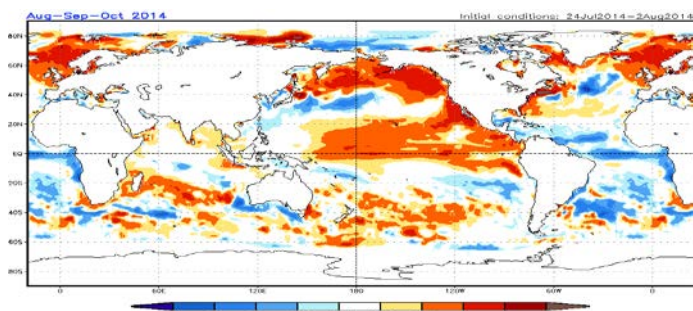 Aug-Sep-Oct 2014
Initial conditions: 24Jul2014-2Aug2014
80N
60N
40N
20N
EQ
20S
40S
60S
80S
0 60E 120E 180 120W 60W 0